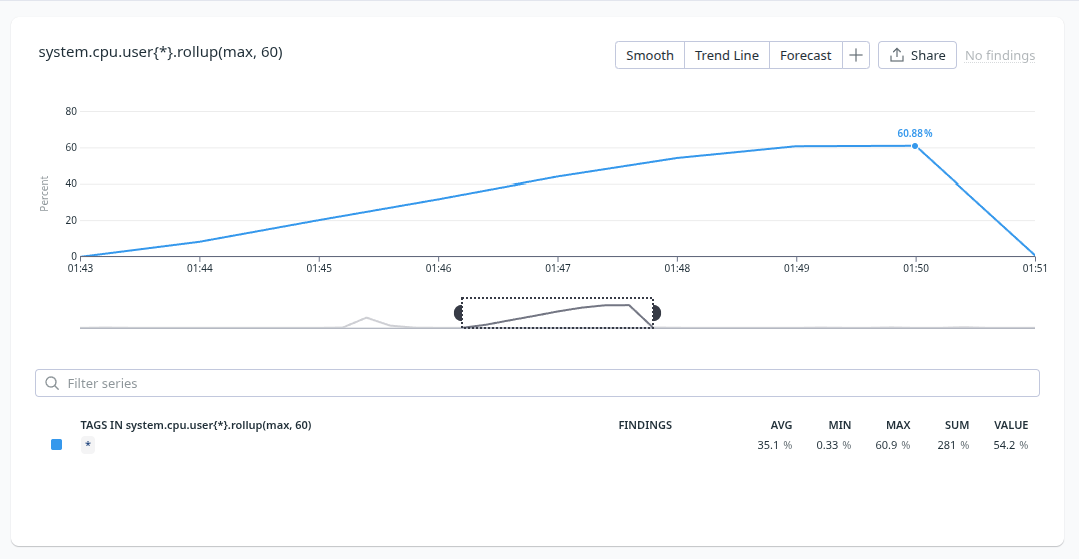 system.cpu.user{*}.rollup(max, 60)
Smooth Trend Line Forecast + Share No findings
60.88%
Percent
80
60
40
20
0
01:43 01:44 01:45 01:46 01:47 01:48 01:49 01:50 01:51
Filter series
TAGS IN system.cpu.user{*}.rollup(max, 60) FINDINGS AVG MIN MAX SUM VALUE
* 35.1 % 0.33 % 60.9 % 281 % 54.2 %